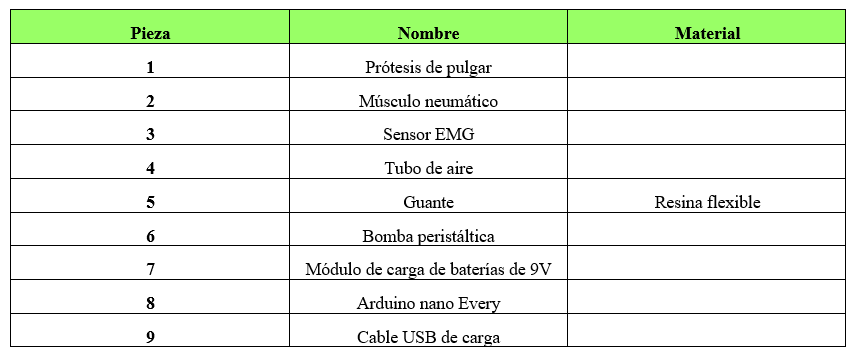 Pieza Nombre Material
1 Prótesis de pulgar
2 Músculo neumático
3 Sensor EMG
4 Tubo de aire
5 Guante Resina flexible
6 Bomba peristáltica
7 Módulo de carga de baterías de 9V
8 Arduino nano Every
9 Cable USB de carga